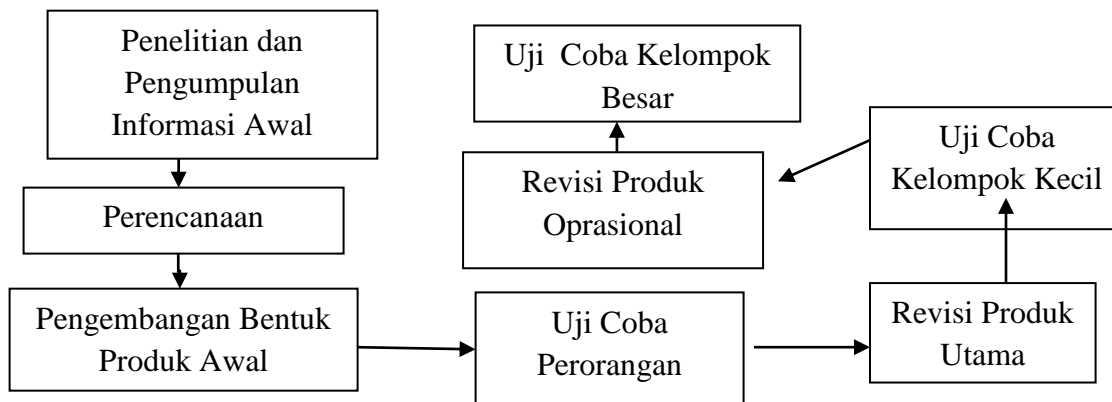 Penelitian dan
Pengumpulan
Informasi Awal
Perencanaan
Pengembangan Bentuk
Produk Awal
Uji Coba
Perorangan
Revisi Produk
Utama
Uji Coba
Kelompok Kecil
Revisi Produk
Oprasional
Uji Coba Kelompok
Besar